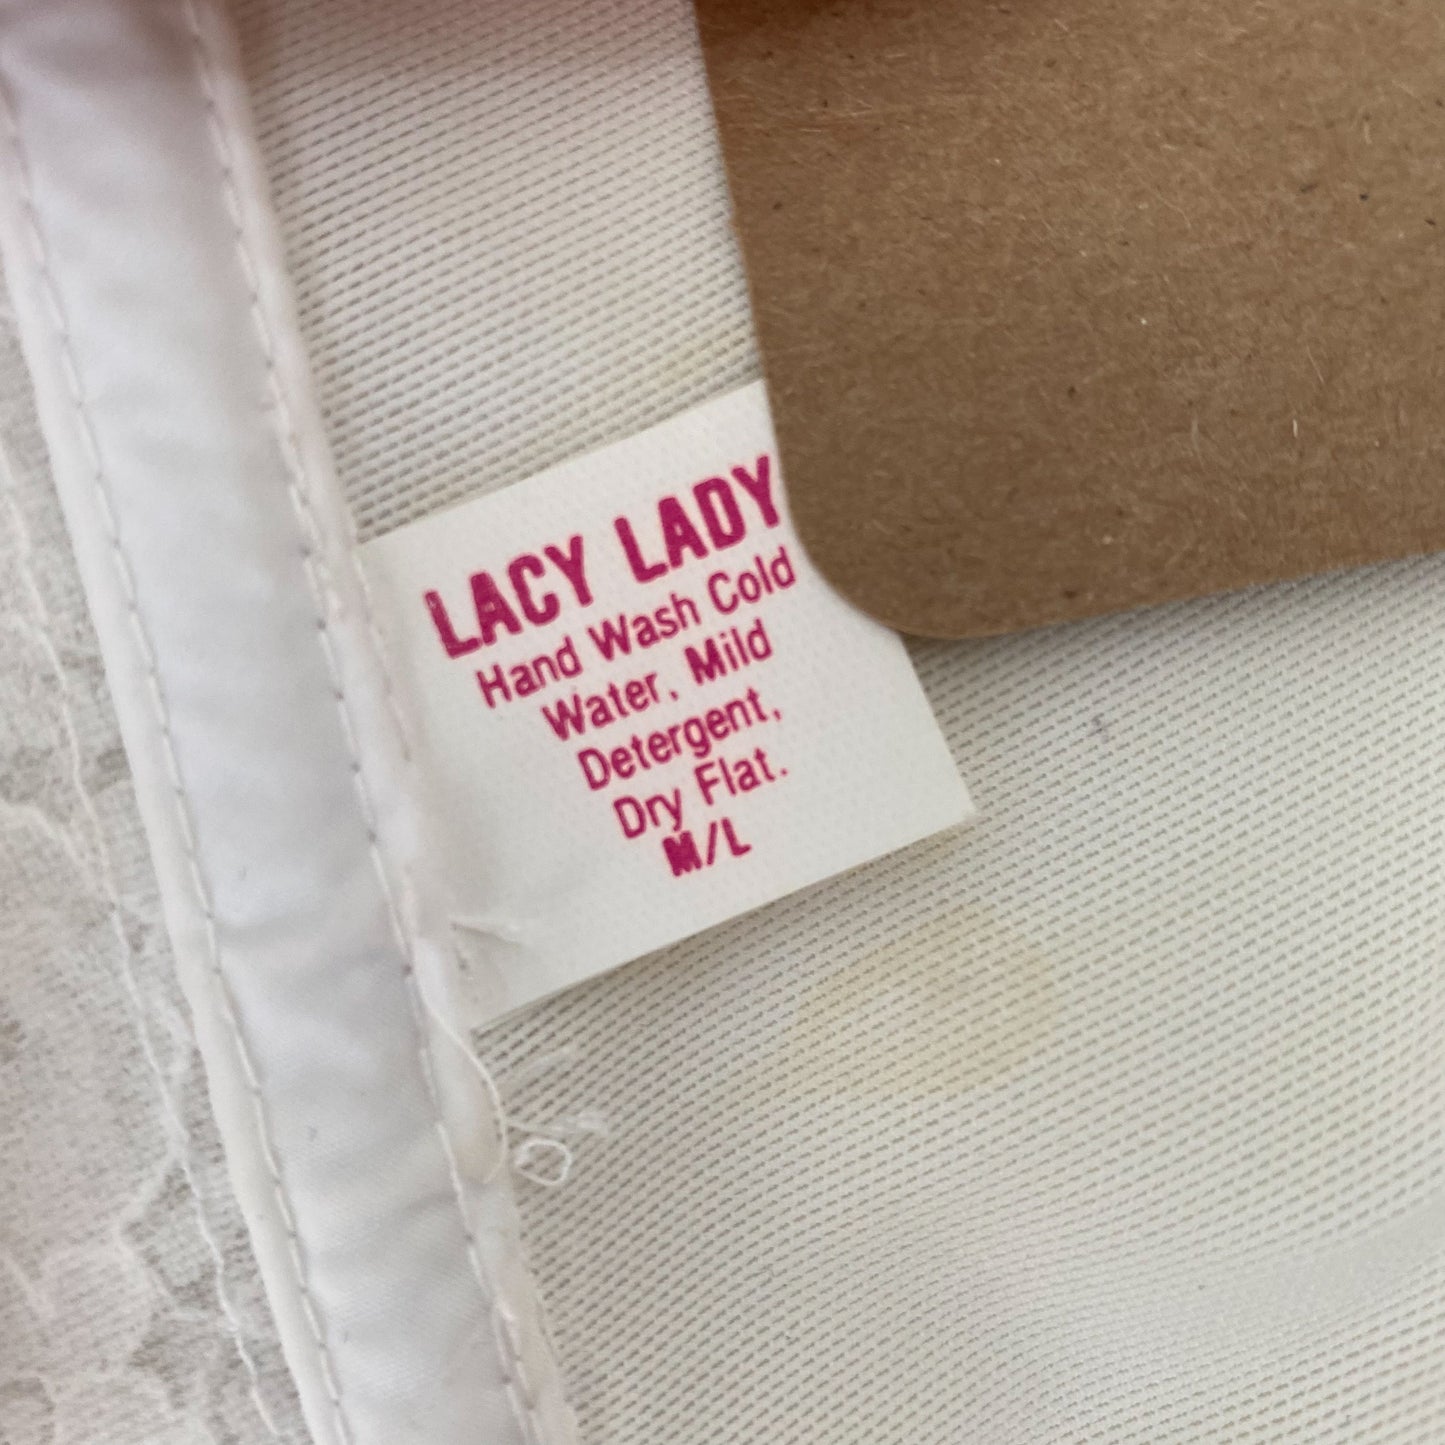 LACY LADY
Hand Wash Cold
Water, Mild
Detergent,
Dry Flat.
M/L